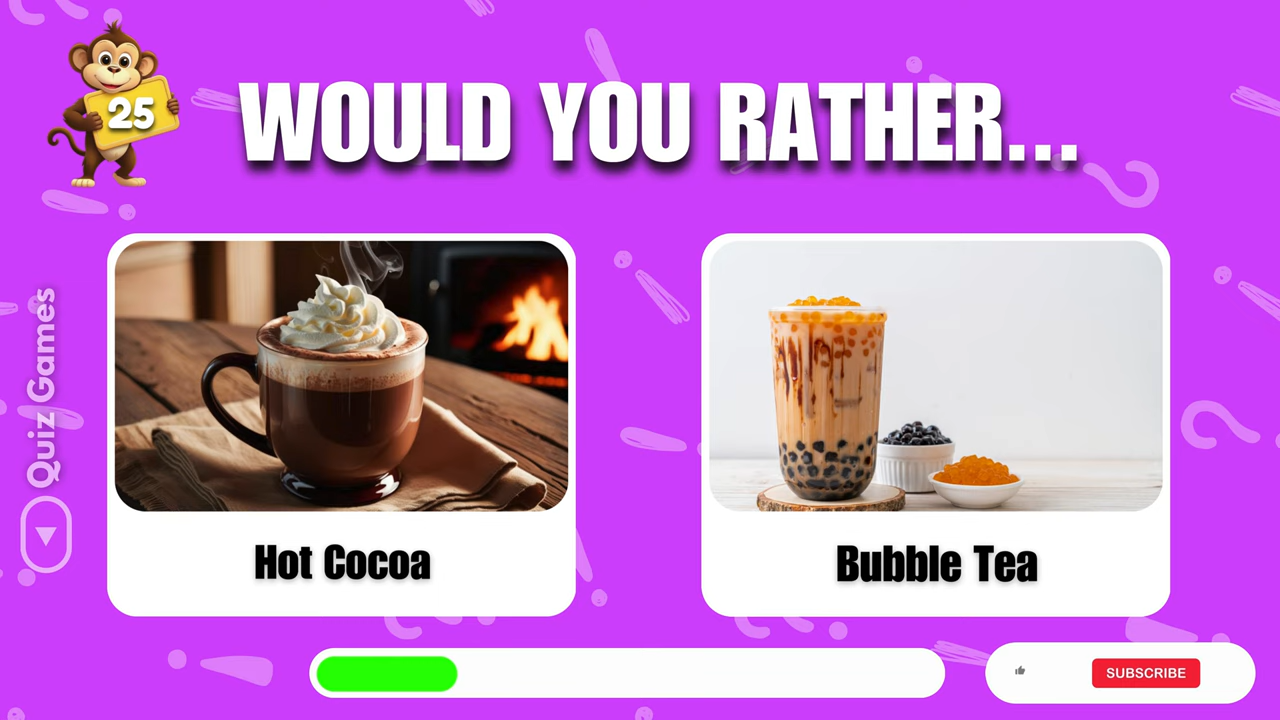 25
WOULD YOU RATHER...
Quiz Games
Hot Cocoa
Bubble Tea
SUBSCRIBE